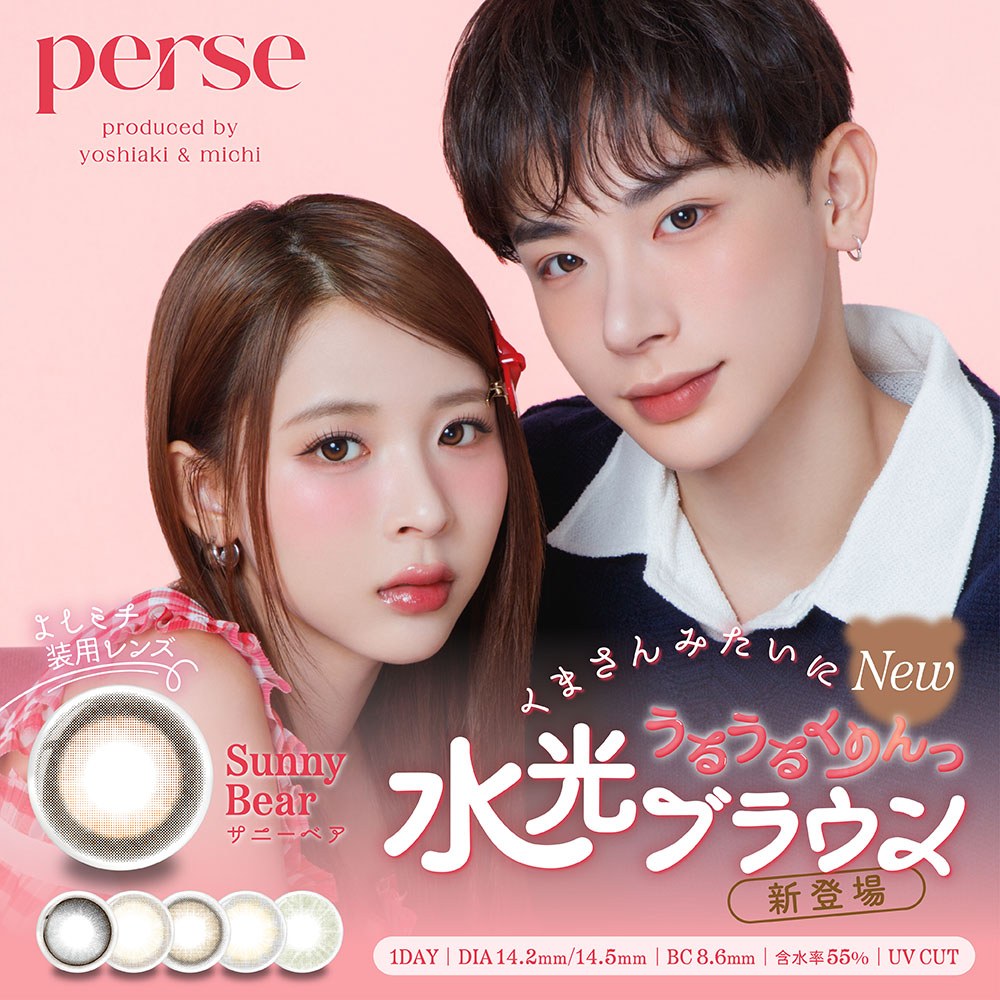 perse
produced by
yoshiaki & michi
よしミチ
装用レンズ
Sunny
Bear
サニーベア
くまさんみたいに
New
うるうるくりんっ
水光ブラウン
新登場
1DAY | DIA 14.2mm/14.5mm | BC 8.6mm | 含水率55% | UV CUT